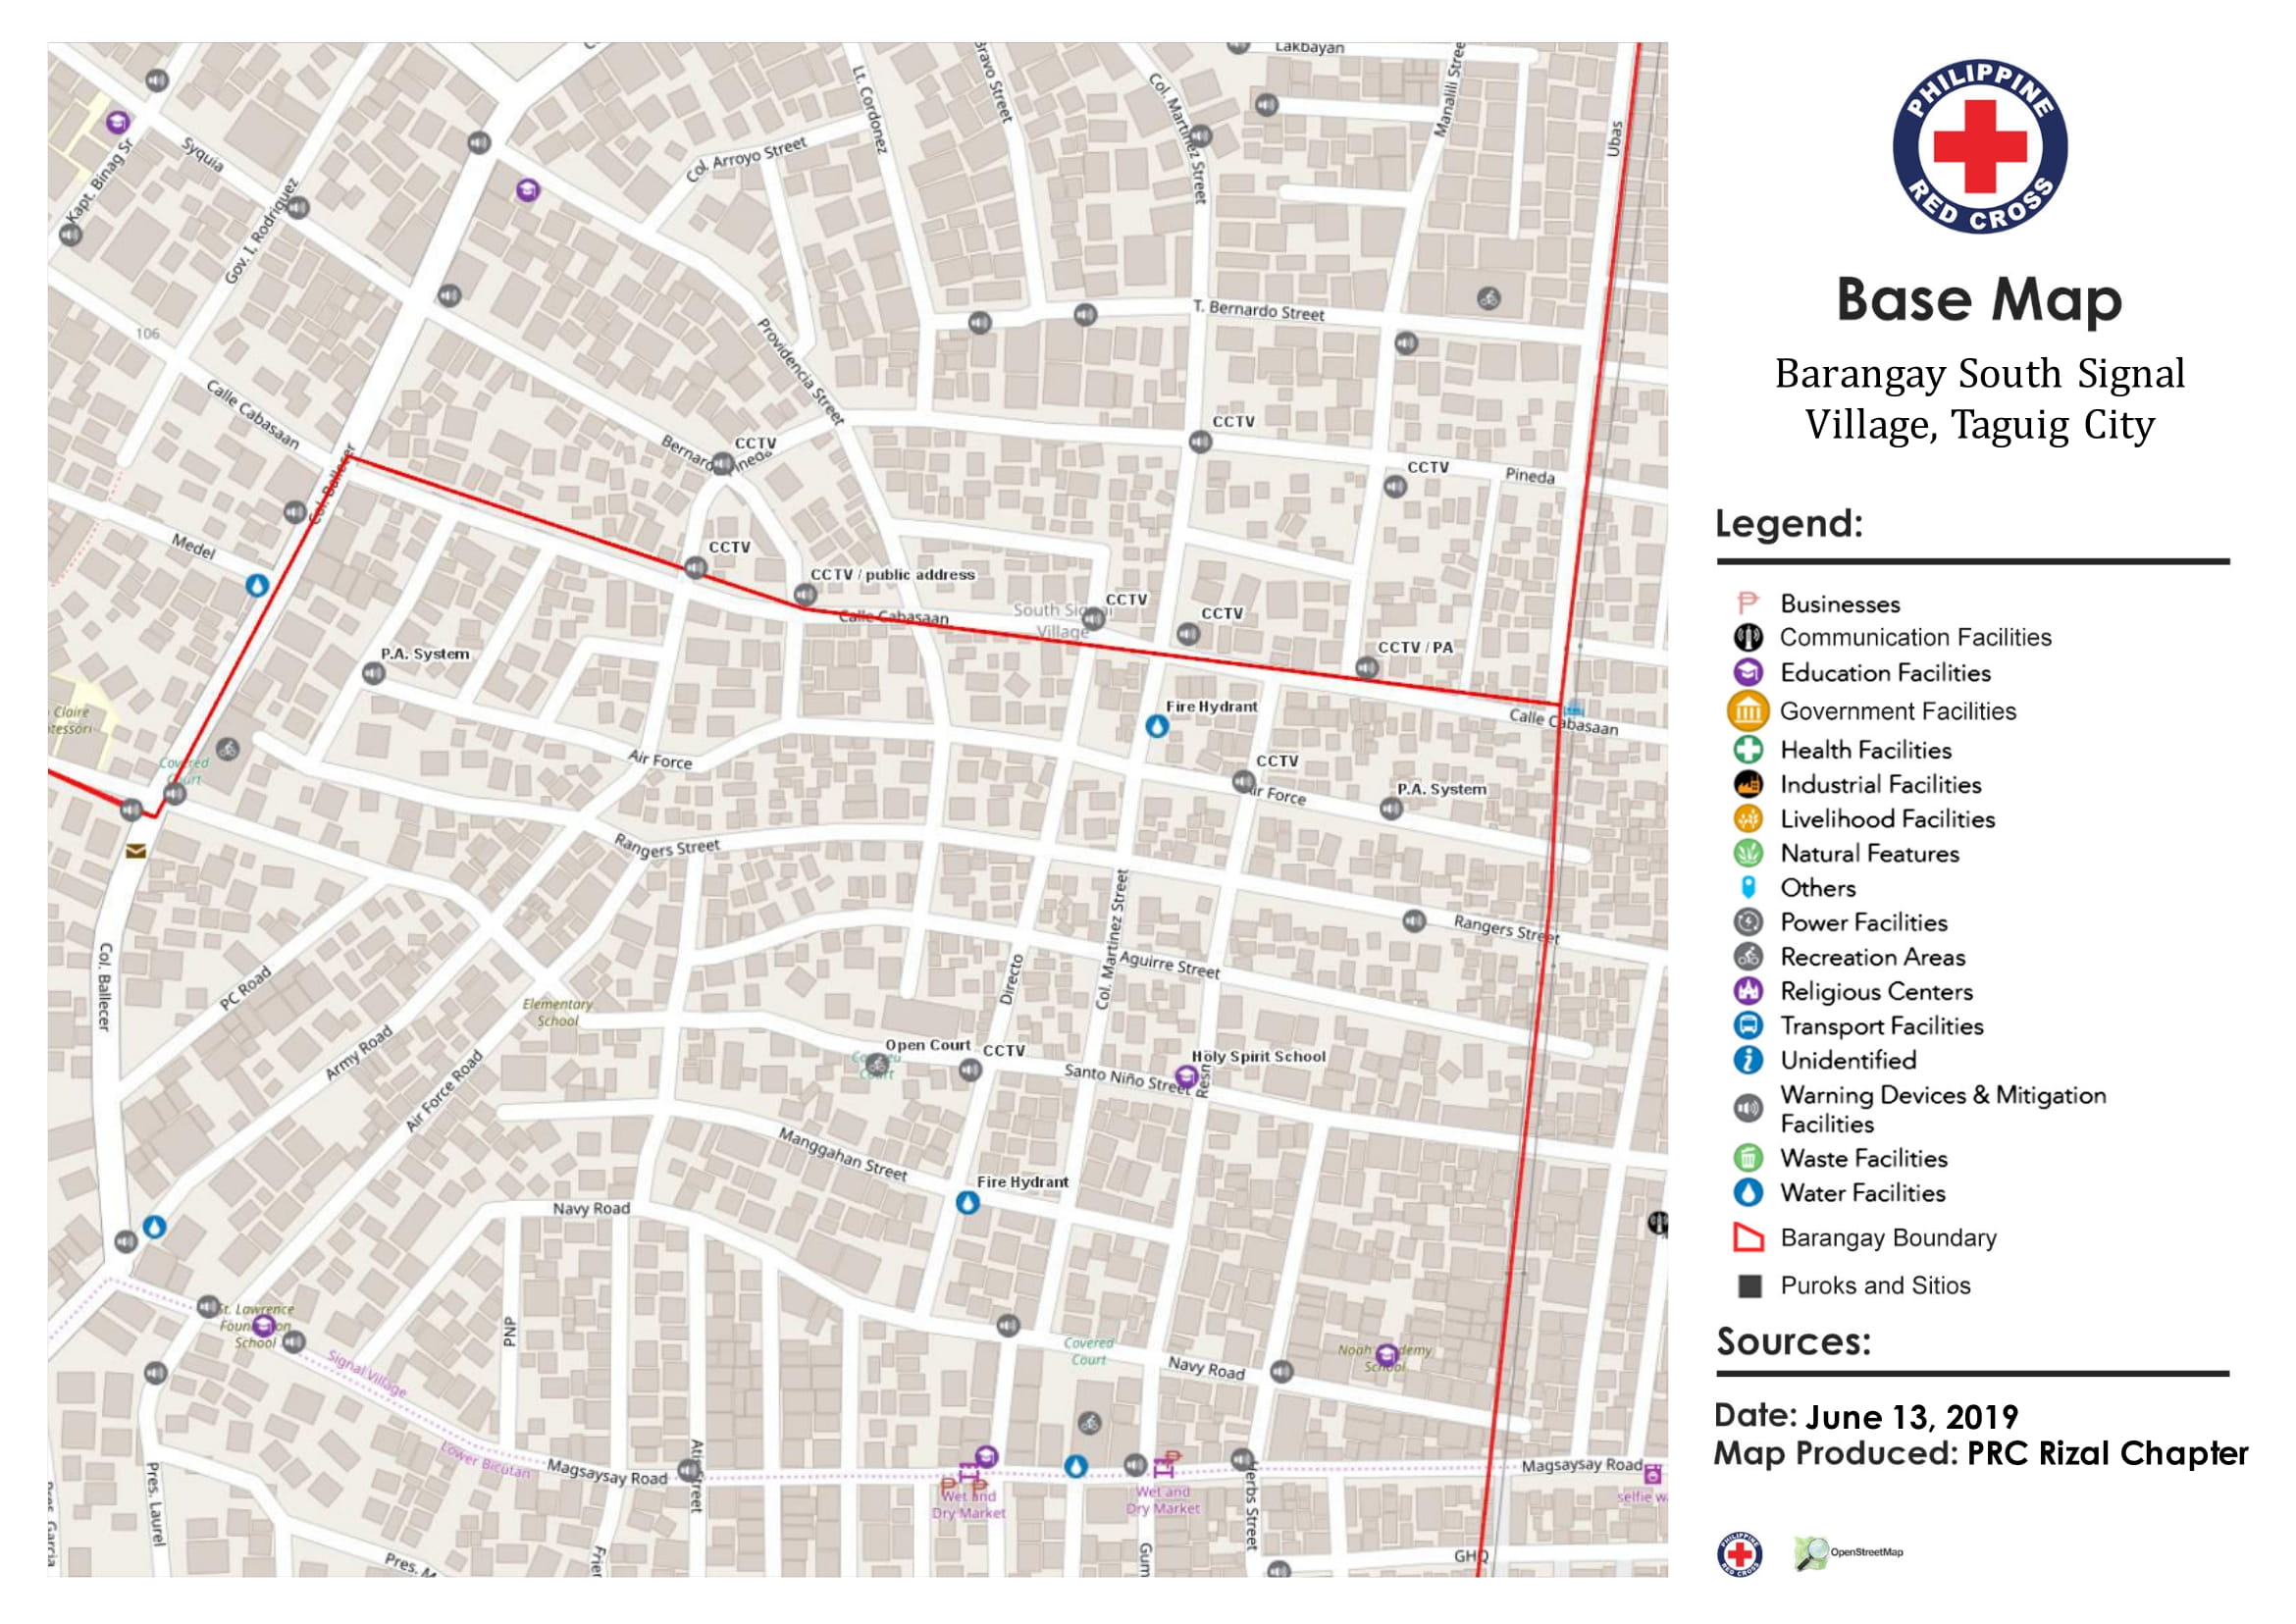 Lakbayan
Bravo Street
Lt. Cordonez
Col. Martinez Street
Manalili Stree
Ubas
Syquia
Kapt. Binag Sr
Gov. I. Rodriguez
Col. Arroyo Street
T. Bernardo Street
106
Providencia Street
Calle Cabasaan
CCTV
CCTV
Pineda
CCTV
Pineda
Col. Ballecer
Medel
CCTV
CCTV / public address
Calle Cabasaan
South Signal
Village
CCTV
CCTV
CCTV / PA
P.A. System
Fire Hydrant
Calle Cabasaan
Claire
tessori
Covered
Court
Air Force
CCTV
Air Force
P.A. System
Rangers Street
Rangers Street
Col. Martinez Street
Aguirre Street
Directo
Col. Ballecer
PC Road
Army Road
Air Force Road
Elementary
School
Open Court
CCTV
Covered
Court
Holy Spirit School
Santo Niño Street
Manggahan Street
Fire Hydrant
Navy Road
St. Lawrence
Foundation
School
PNP
Signal Village
Covered
Court
Navy Road
Noah
School
Lower Bicutan
Magsaysay Road
Street
Wet and
Dry Market
Wet and
Dry Market
Magsaysay Road
selfie w
Pres. Laurel
Pres. Garcia
Pres. M
Frier
Gum
erbs Street
GHQ
PHILIPPINE
RED CROSS
Base Map
Barangay South Signal
Village, Taguig City
Legend:
Businesses
Communication Facilities
Education Facilities
Government Facilities
Health Facilities
Industrial Facilities
Livelihood Facilities
Natural Features
Others
Power Facilities
Recreation Areas
Religious Centers
Transport Facilities
Unidentified
Warning Devices & Mitigation
Facilities
Waste Facilities
Water Facilities
Barangay Boundary
Puroks and Sitios
Sources:
Date: June 13, 2019
Map Produced: PRC Rizal Chapter
PHILIPPINE
RED CROSS
OpenStreetMap